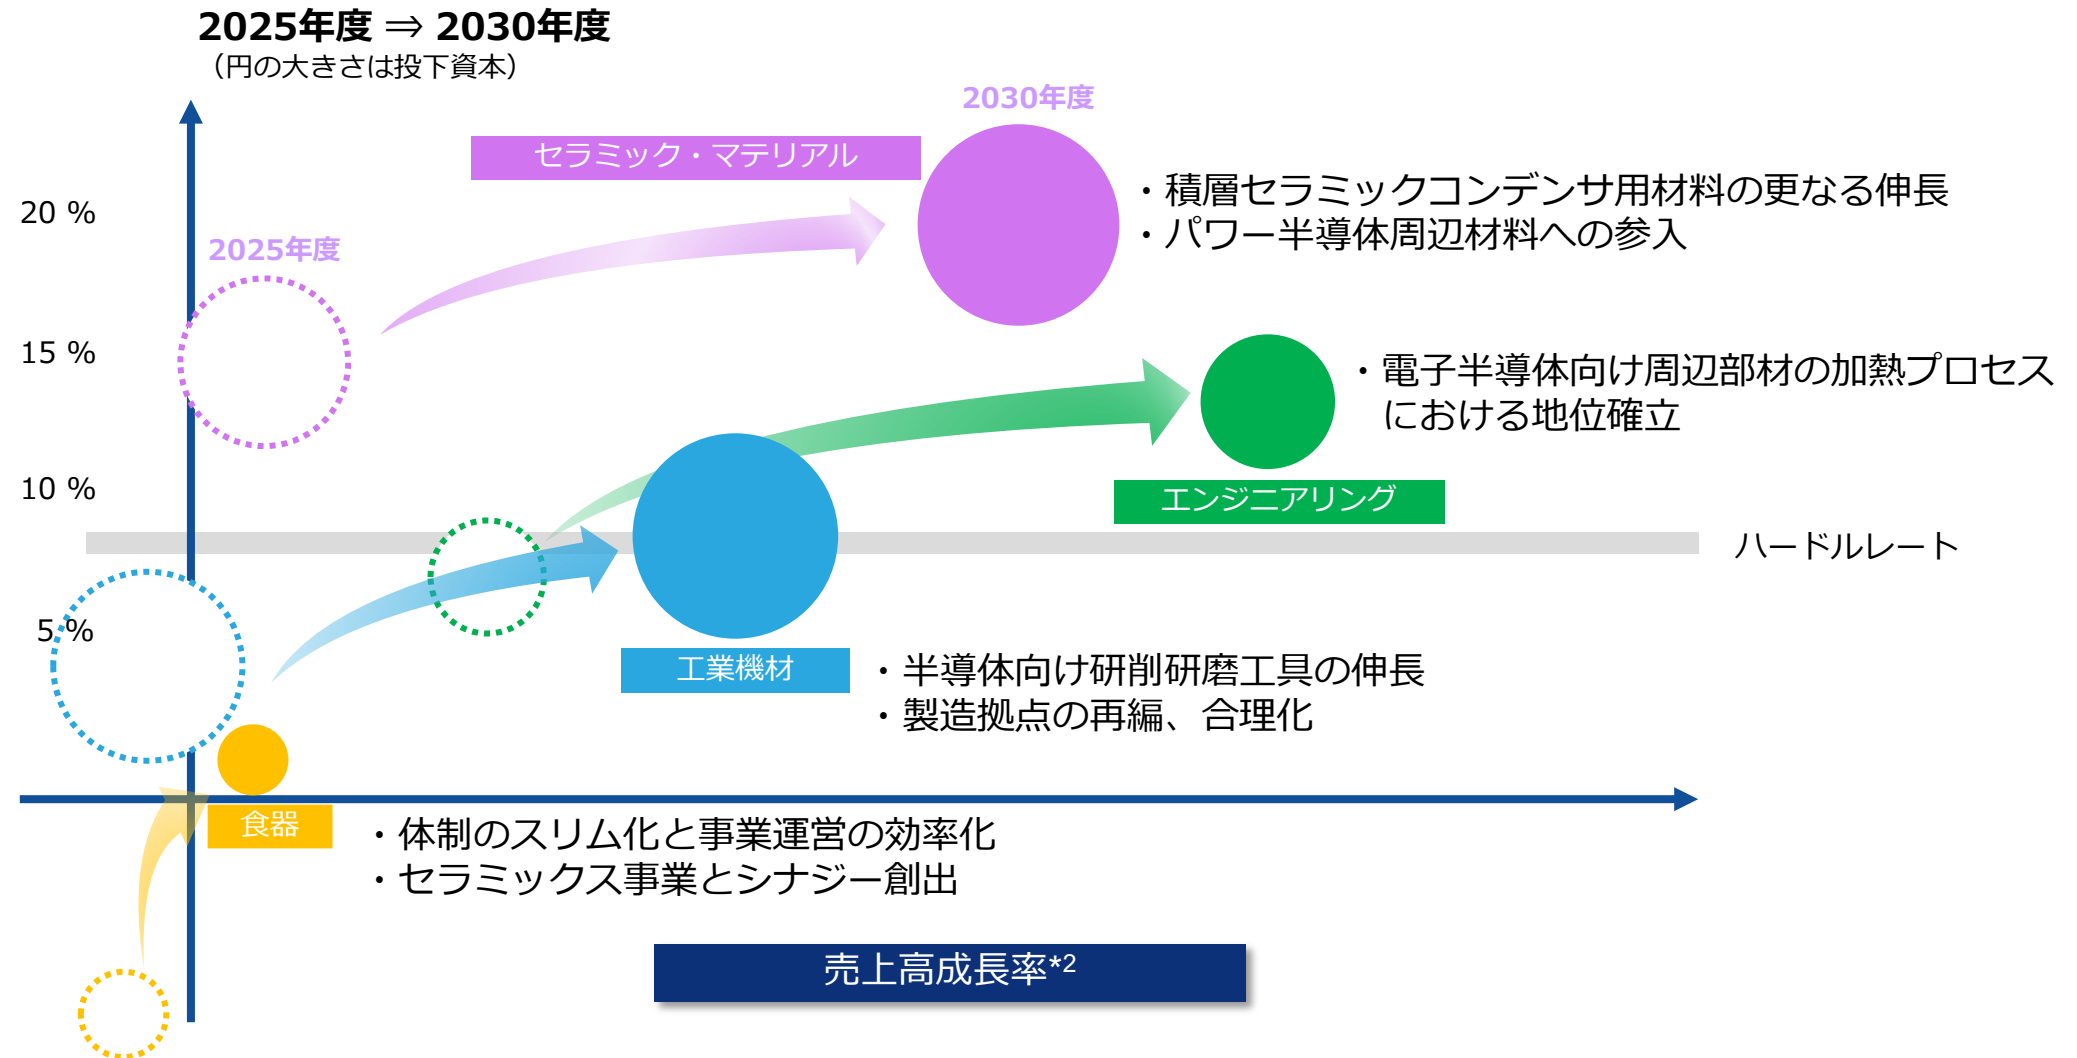 2025年度 ⇒ 2030年度
（円の大きさは投下資本）
2030年度
セラミック・マテリアル
・積層セラミックコンデンサ用材料の更なる伸長
・パワー半導体周辺材料への参入
20 %
2025年度
15 %
・電子半導体向け周辺部材の加熱プロセス
における地位確立
10 %
エンジニアリング
ハードルレート
5 %
工業機材
・半導体向け研削研磨工具の伸長
・製造拠点の再編、合理化
食器
・体制のスリム化と事業運営の効率化
・セラミックス事業とシナジー創出
売上高成長率*2